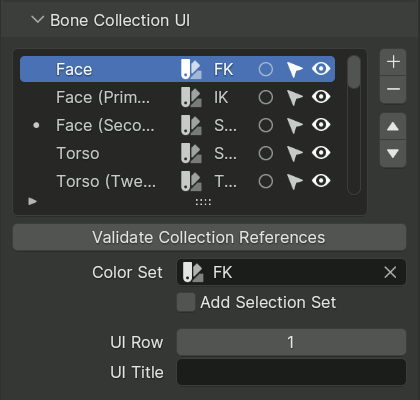 Bone Collection UI
Face FK
Face (Prim... IK
Face (Seco... S...
Torso S...
Torso (Twe... T...
Validate Collection References
Color Set FK
Add Selection Set
UI Row 1
UI Title